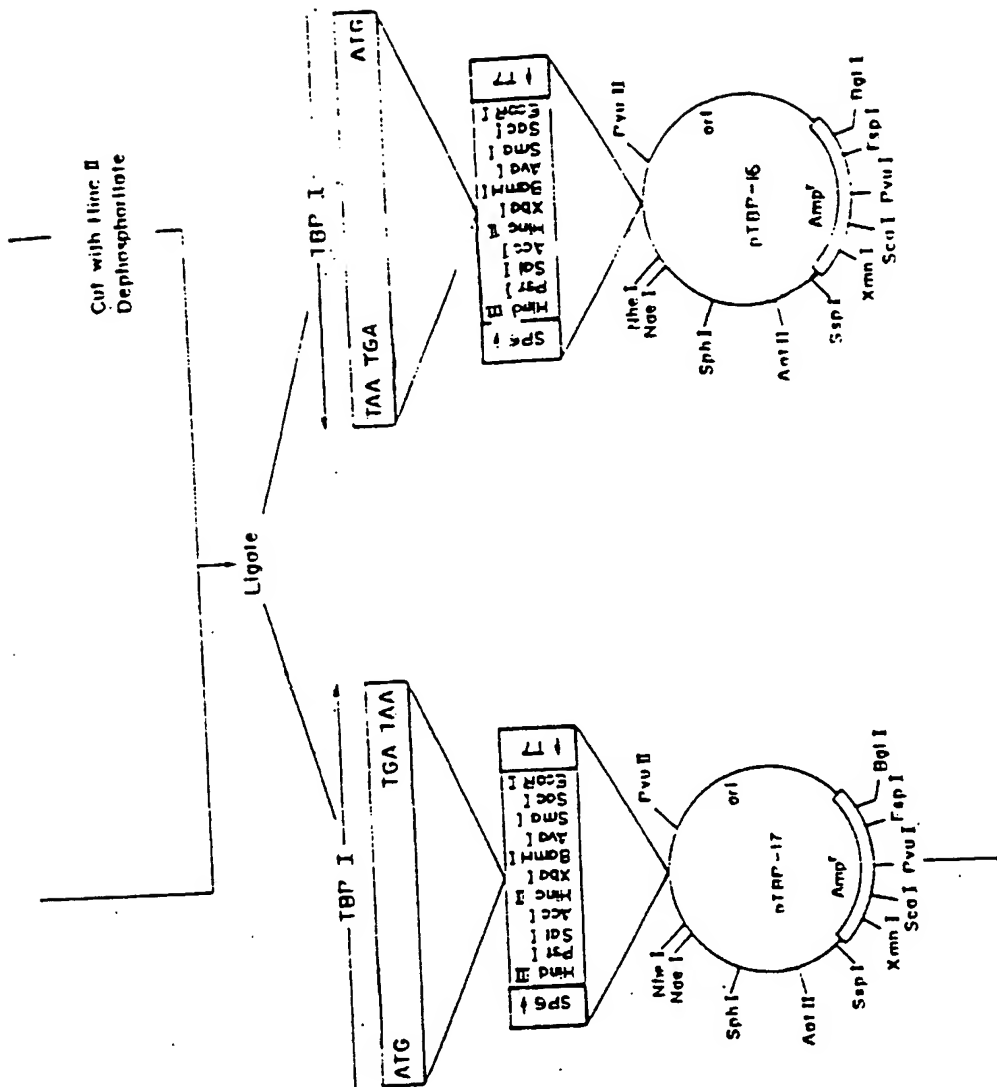 Cut with Hinc II
Dephosphorllate
Ligate
TBP I
ATG
TGA TAA
SP6
Hind III
Pst I
Sal I
Acc I
Hinc II
Xba I
BamH I
Ava I
Sma I
Sac I
EcoR I
T7
Nhe I
Nae I
Sph I
Aat II
Ssp I
Xmn I
Sca I
Pvu I
Fsp I
Bgl I
Pvu II
ori
Ampr
pTBP-17
TBP I
TAA TGA
ATG
SP6
Hind III
Pst I
Sal I
Acc I
Hinc II
Xba I
BamH I
Ava I
Sma I
Sac I
EcoR I
T7
Nhe I
Nae I
Sph I
Aat II
Ssp I
Xmn I
Sca I
Pvu I
Fsp I
Bgl I
Pvu II
ori
Ampr
pTBP-16